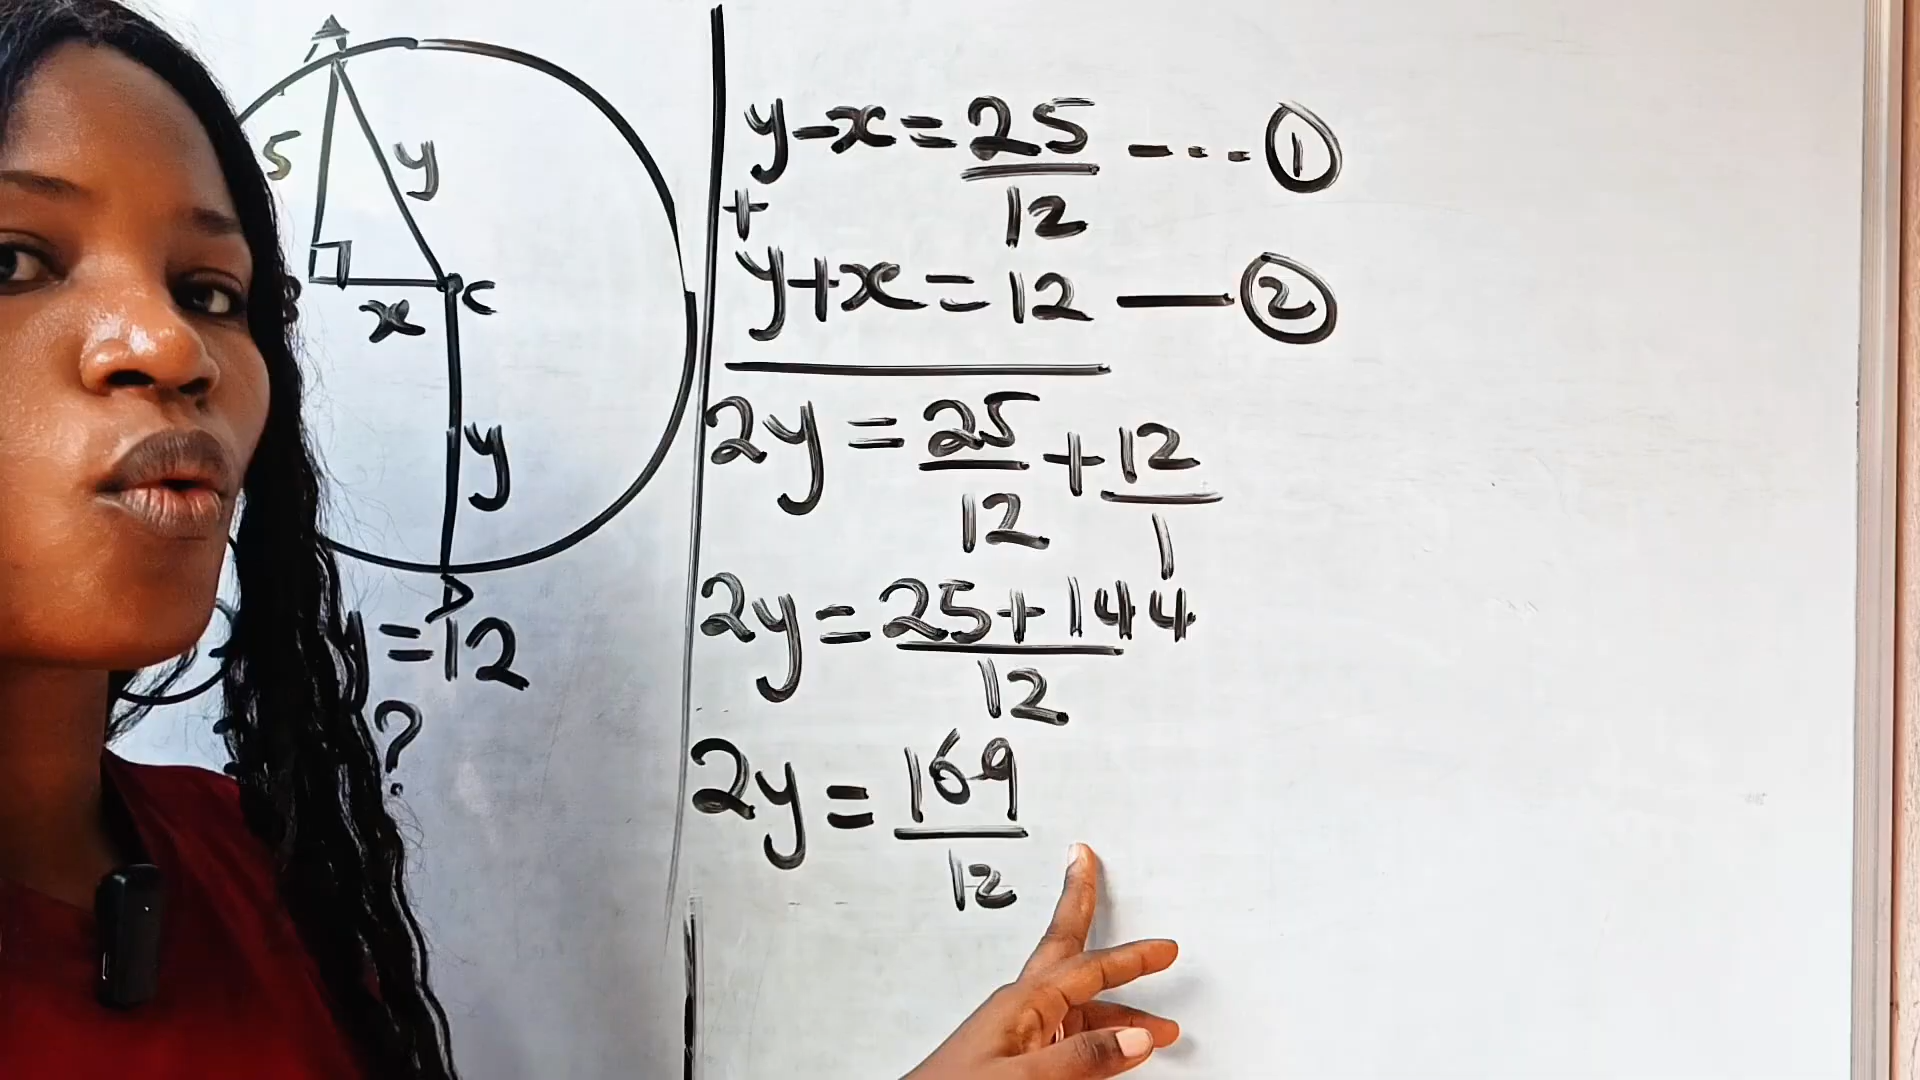 A
5
y
x
C
y
D
y = 12
?
y - x = 25/12 --- ①
+
y + x = 12 — ②
2y = 25/12 + 12/1
2y = 25 + 144/12
2y = 169/12